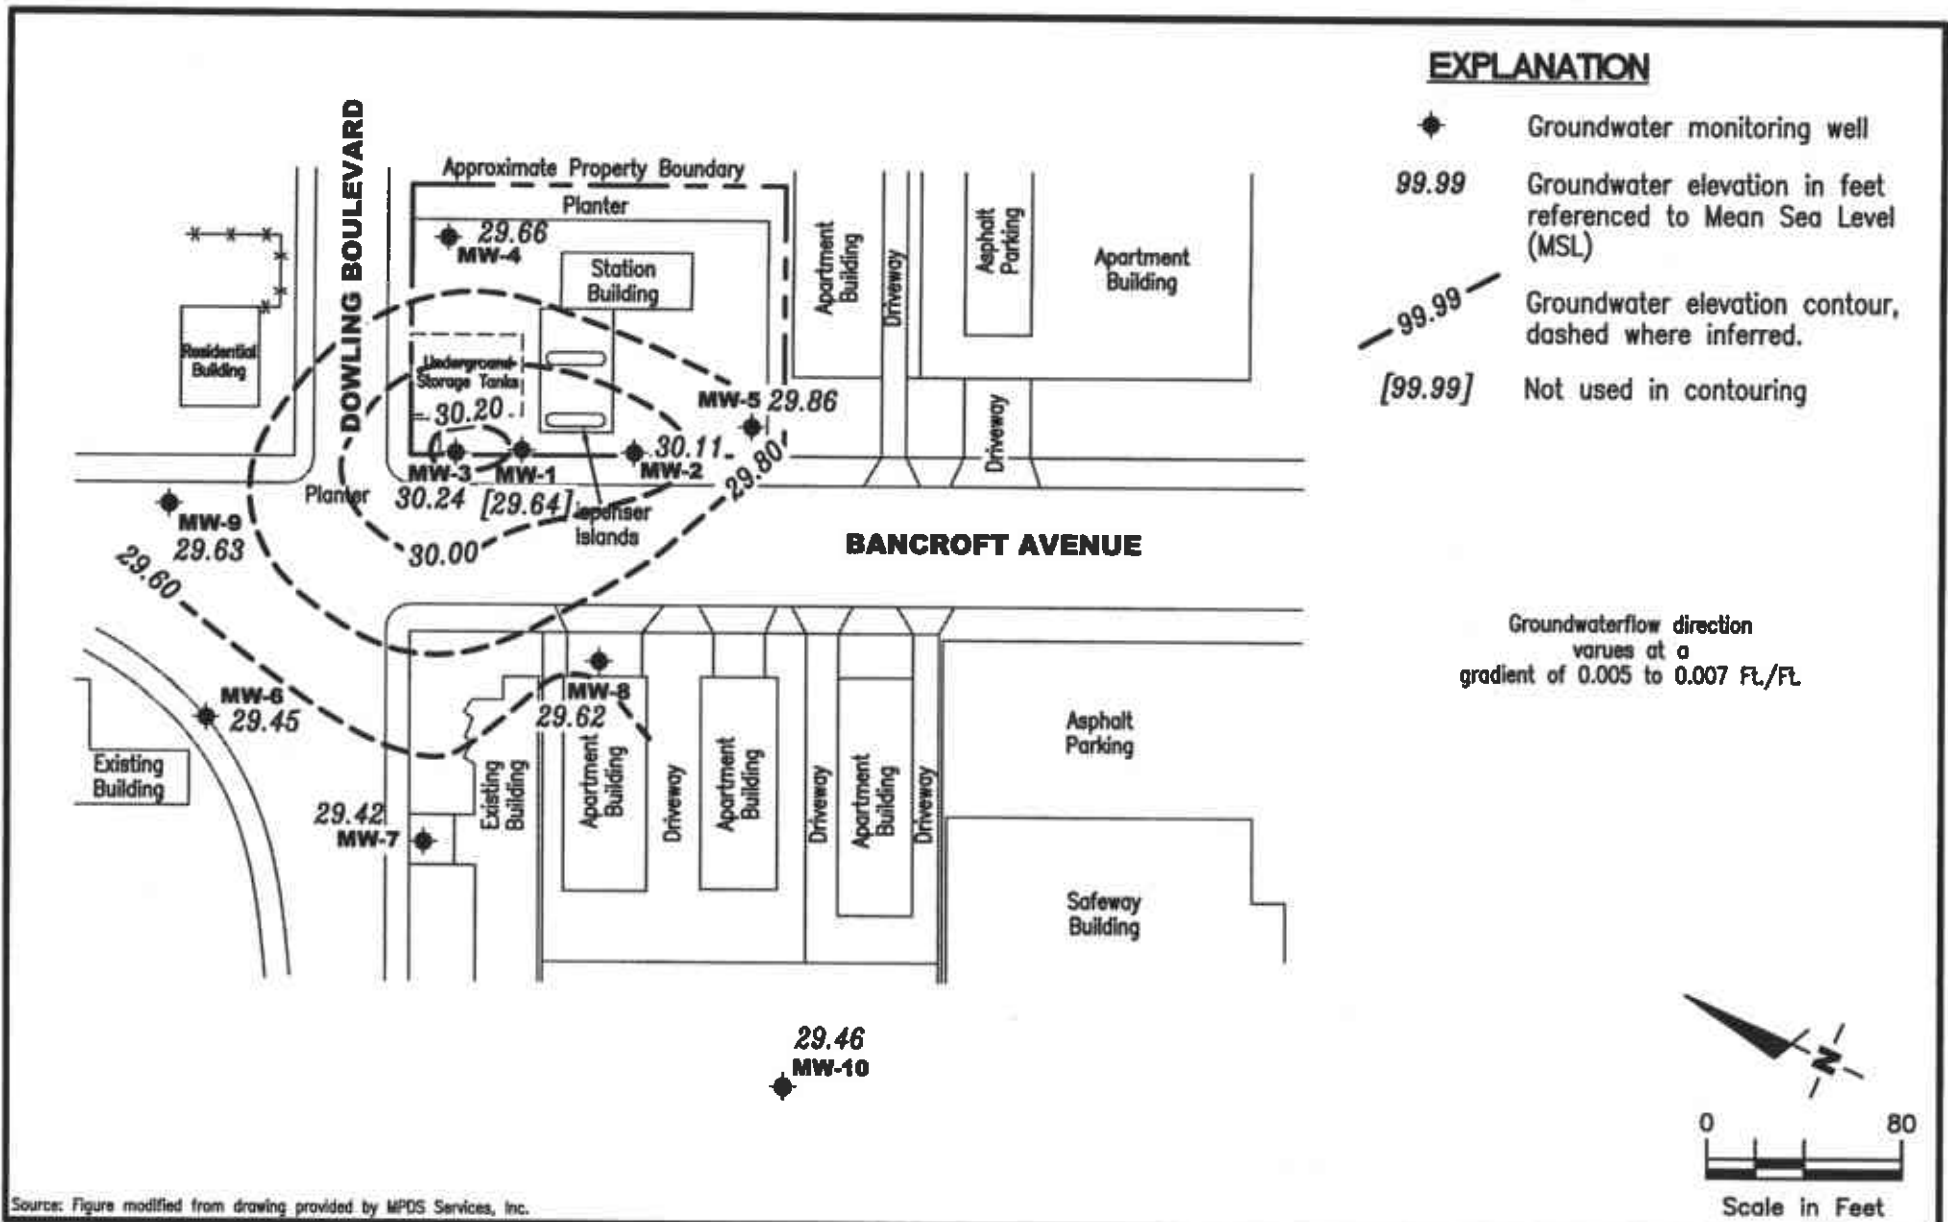 EXPLANATION
Groundwater monitoring well
99.99
Groundwater elevation in feet
referenced to Mean Sea Level
(MSL)
99.99
Groundwater elevation contour,
dashed where inferred.
[99.99]
Not used in contouring
DOWLING BOULEVARD
Approximate Property Boundary
Planter
29.66
MW-4
Station
Building
Apartment
Building
Driveway
Asphalt
Parking
Apartment
Building
Driveway
Residential
Building
Underground
Storage Tanks
30.20
MW-5 29.86
30.11
MW-2
29.80
MW-3
30.24
MW-1
[29.64]
Planter
Islands
30.00
MW-9
29.63
29.60
BANCROFT AVENUE
Groundwaterflow direction
varues at a
gradient of 0.005 to 0.007 Ft./Ft.
MW-6
29.45
MW-8
29.62
Existing
Building
Existing
Building
Apartment
Building
Driveway
Apartment
Building
Driveway
Apartment
Building
Driveway
Asphalt
Parking
29.42
MW-7
Safeway
Building
29.46
MW-10
N
0 80
Scale in Feet
Source: Figure modified from drawing provided by MPDS Services, Inc.